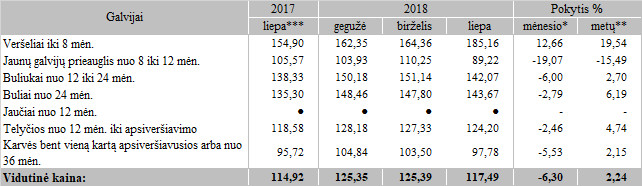 Galvijai 2017 2018 Pokytis %
liepa*** gegužė birželis liepa mėnesio* metų**
Veršeliai iki 8 mėn. 154,90 162,35 164,36 185,16 12,66 19,54
Jaunų galvijų prieauglis nuo 8 iki 12 mėn. 105,57 103,93 110,25 89,22 -19,07 -15,49
Buliukai nuo 12 iki 24 mėn. 138,33 150,18 151,14 142,07 -6,00 2,70
Buliai nuo 24 mėn. 135,30 148,46 147,80 143,67 -2,79 6,19
Jaučiai nuo 12 mėn. ● ● ● ● - -
Telyčios nuo 12 mėn. iki apsiveršiavimo 118,58 128,18 127,33 124,20 -2,46 4,74
Karvės bent vieną kartą apsiveršiavusios arba nuo
36 mėn. 95,72 104,84 103,50 97,78 -5,53 2,15
Vidutinė kaina: 114,92 125,35 125,39 117,49 -6,30 2,24